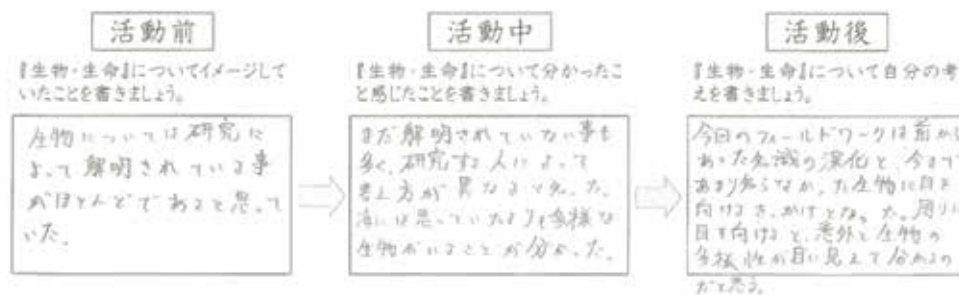 活動前
『生物・生命』についてイメージして
いたことを書きましょう。
生物については研究に
よって解明されている事
がほとんどであると思って
いた。
活動中
『生物・生命』について分かったこ
と感じたことを書きましょう。
まだ解明されていない事も
多く、研究する人によって
考え方が異なると知った。
海には思っていたよりも多様な
生物がいることが分かった。
活動後
『生物・生命』について自分の考
えを書きましょう。
今回のフィールドワークは前から
あった知識の深化と、今まで
あまり知らなかった生物に目を
向けるきっかけとなった。周りに
目を向けると、意外と生物の
多様性が目に見えて分かるの
だと思う。